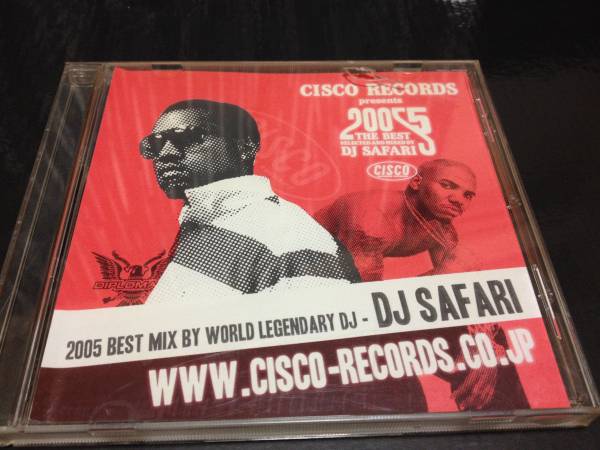 CISCO RECORDS
presents
2005
THE BEST
SELECTED AND MIXED BY
DJ SAFARI
CISCO
DIPLOMA
2005 BEST MIX BY WORLD LEGENDARY DJ - DJ SAFARI
WWW.CISCO-RECORDS.CO.JP